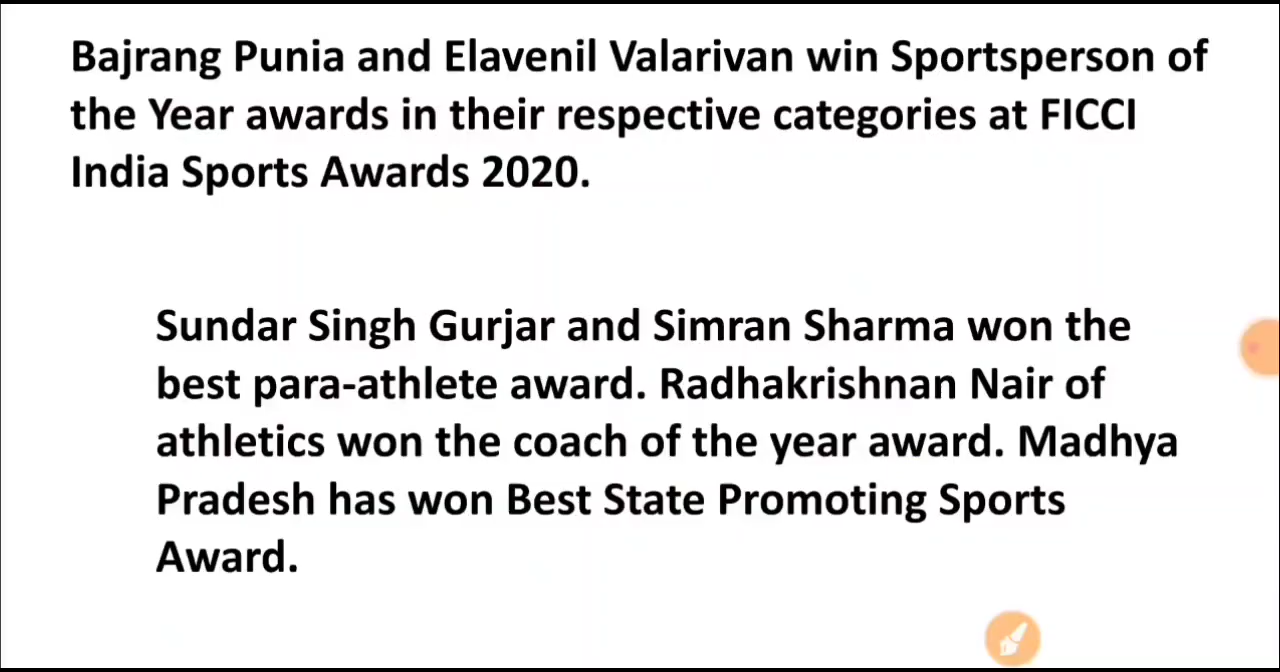 Bajrang Punia and Elavenil Valarivan win Sportsperson of
the Year awards in their respective categories at FICCI
India Sports Awards 2020.
Sundar Singh Gurjar and Simran Sharma won the
best para-athlete award. Radhakrishnan Nair of
athletics won the coach of the year award. Madhya
Pradesh has won Best State Promoting Sports
Award.